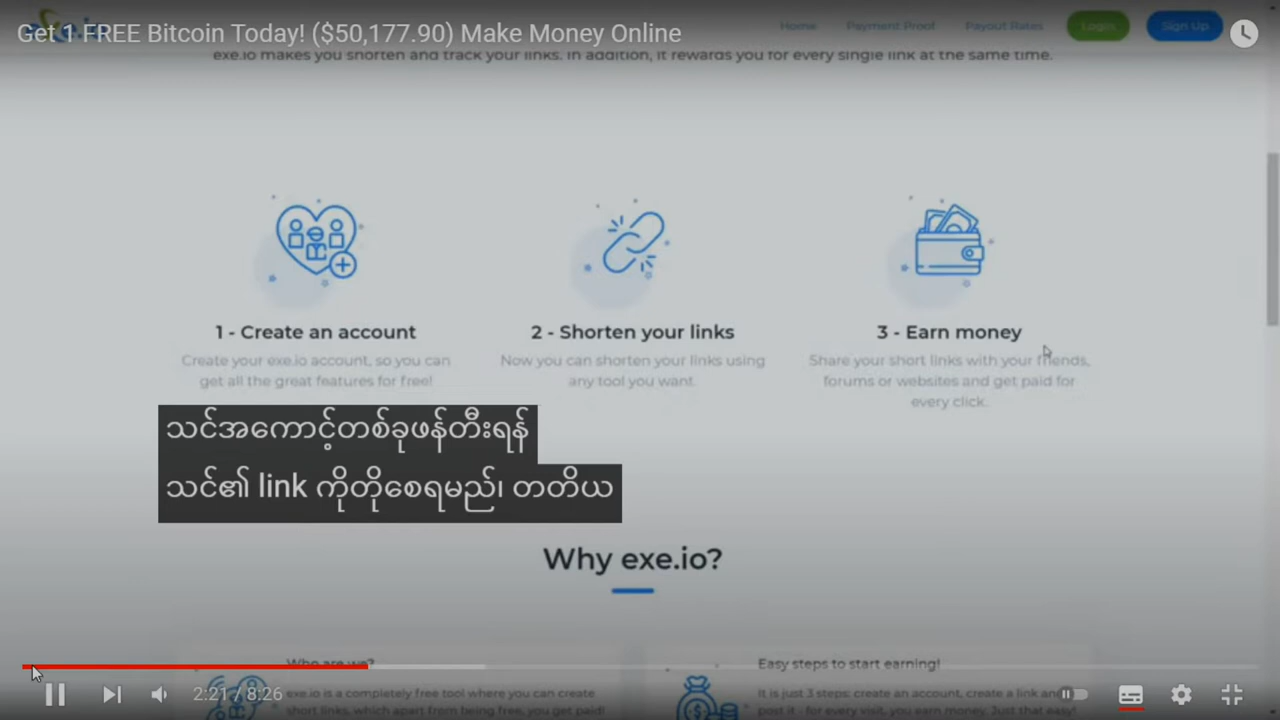 Get 1 FREE Bitcoin Today! ($50,177.90) Make Money Online
Home Payment Proof Payout Rates Login Sign Up
exe.io makes you shorten and track your links. In addition, it rewards you for every single link at the same time.
1 - Create an account
Create your exe.io account, so you can
get all the great features for free!
2 - Shorten your links
Now you can shorten your links using
any tool you want.
3 - Earn money
Share your short links with your friends,
forums or websites and get paid for
every click.
သင်အကောင့်တစ်ခုဖန်တီးရန်
သင်၏ link ကိုတိုစေရမည်၊ တတိယ
Why exe.io?
Who are we?
exe.io is a completely free tool where you can create
short links, which apart from being free, you get paid!
Easy steps to start earning!
It is just 3 steps: create an account, create a link and
post it - for every visit, you earn money. Just that easy!
2:21 / 8:26